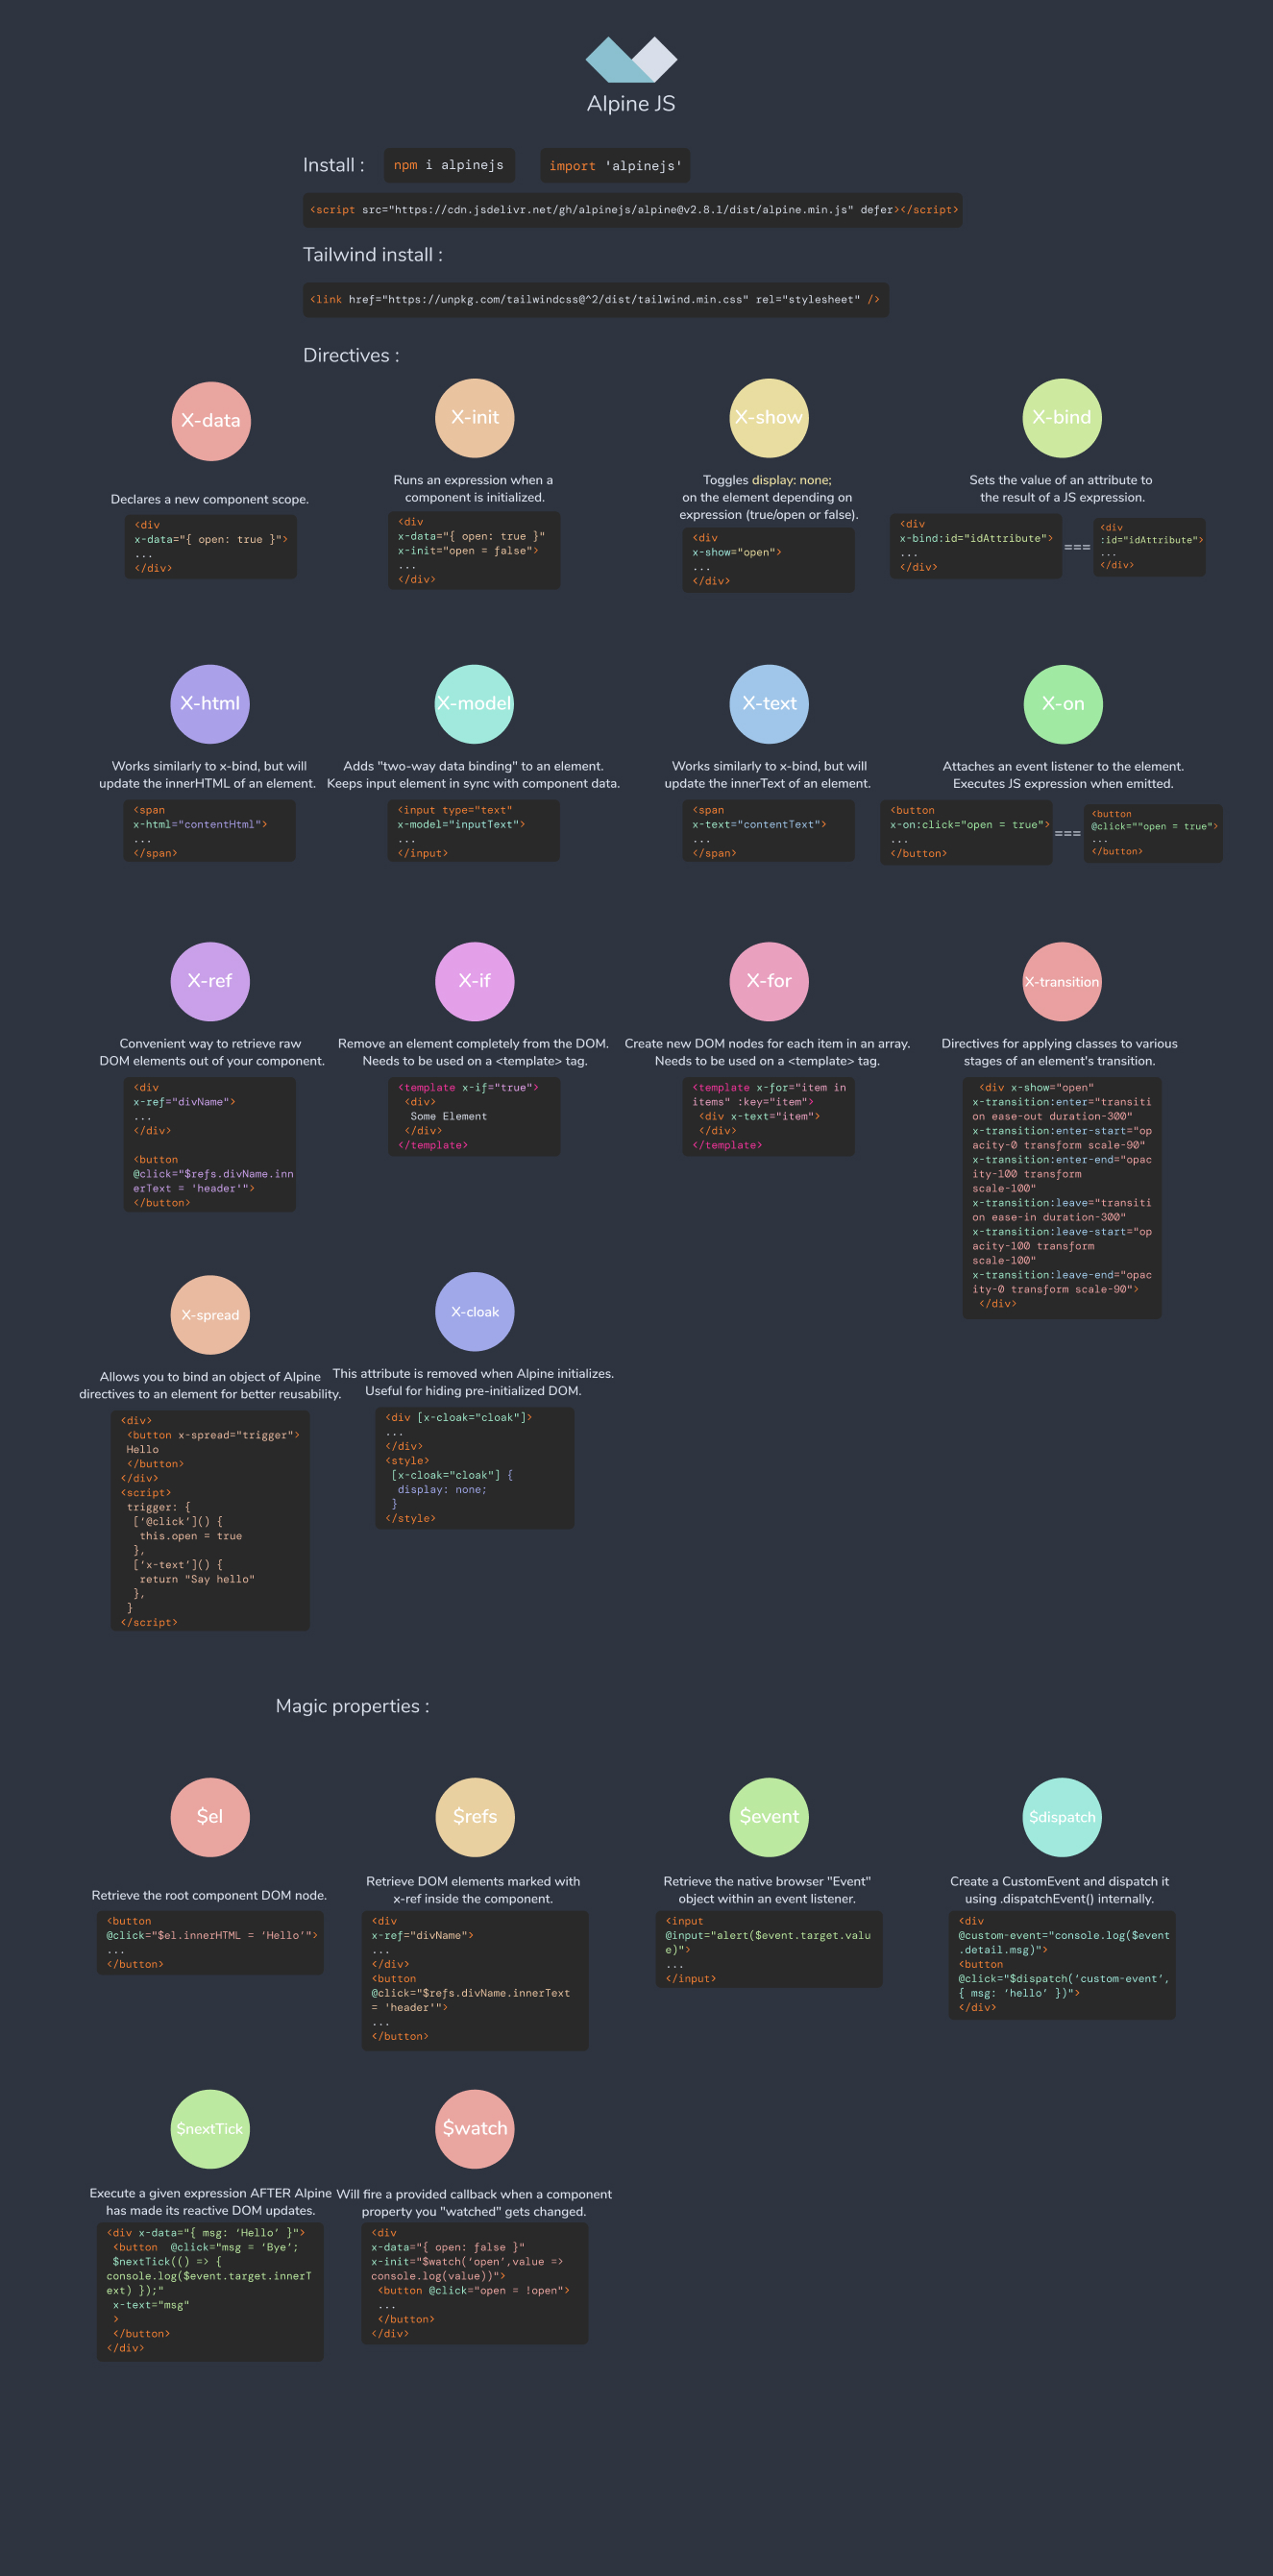 Alpine JS
Install :
npm i alpinejs
import 'alpinejs'
<script src="https://cdn.jsdelivr.net/gh/alpinejs/alpine@v2.8.1/dist/alpine.min.js" defer></script>
Tailwind install :
<link href="https://unpkg.com/tailwindcss@^2/dist/tailwind.min.css" rel="stylesheet" />
Directives :
X-data
Declares a new component scope.
<div
x-data="{ open: true }">
...
</div>
X-init
Runs an expression when a
component is initialized.
<div
x-data="{ open: true }"
x-init="open = false">
...
</div>
X-show
Toggles display: none;
on the element depending on
expression (true/open or false).
<div
x-show="open">
...
</div>
X-bind
Sets the value of an attribute to
the result of a JS expression.
<div
x-bind:id="idAttribute">
...
</div>
===
<div
:id="idAttribute">
...
</div>
X-html
Works similarly to x-bind, but will
update the innerHTML of an element.
<span
x-html="contentHtml">
...
</span>
X-model
Adds "two-way data binding" to an element.
Keeps input element in sync with component data.
<input type="text"
x-model="inputText">
...
</input>
X-text
Works similarly to x-bind, but will
update the innerText of an element.
<span
x-text="contentText">
...
</span>
X-on
Attaches an event listener to the element.
Executes JS expression when emitted.
<button
x-on:click="open = true">
...
</button>
===
<button
@click=""open = true">
...
</button>
X-ref
Convenient way to retrieve raw
DOM elements out of your component.
<div
x-ref="divName">
...
</div>
<button
@click="$refs.divName.inn
erText = 'header'">
</button>
X-if
Remove an element completely from the DOM.
Needs to be used on a <template> tag.
<template x-if="true">
<div>
Some Element
</div>
</template>
X-for
Create new DOM nodes for each item in an array.
Needs to be used on a <template> tag.
<template x-for="item in
items" :key="item">
<div x-text="item">
</div>
</template>
X-transition
Directives for applying classes to various
stages of an element's transition.
<div x-show="open"
x-transition:enter="transiti
on ease-out duration-300"
x-transition:enter-start="op
acity-0 transform scale-90"
x-transition:enter-end="opac
ity-100 transform
scale-100"
x-transition:leave="transiti
on ease-in duration-300"
x-transition:leave-start="op
acity-100 transform
scale-100"
x-transition:leave-end="opac
ity-0 transform scale-90">
</div>
X-spread
Allows you to bind an object of Alpine
directives to an element for better reusability.
<div>
<button x-spread="trigger">
Hello
</button>
</div>
<script>
trigger: {
[‘@click’]() {
this.open = true
},
[‘x-text’]() {
return "Say hello"
},
}
</script>
X-cloak
This attribute is removed when Alpine initializes.
Useful for hiding pre-initialized DOM.
<div [x-cloak="cloak"]>
...
</div>
<style>
[x-cloak="cloak"] {
display: none;
}
</style>
Magic properties :
$el
Retrieve the root component DOM node.
<button
@click="$el.innerHTML = ‘Hello’">
...
</button>
$refs
Retrieve DOM elements marked with
x-ref inside the component.
<div
x-ref="divName">
...
</div>
<button
@click="$refs.divName.innerText
= 'header'">
...
</button>
$event
Retrieve the native browser "Event"
object within an event listener.
<input
@input="alert($event.target.valu
e)">
...
</input>
$dispatch
Create a CustomEvent and dispatch it
using .dispatchEvent() internally.
<div
@custom-event="console.log($event
.detail.msg)">
<button
@click="$dispatch(‘custom-event’,
{ msg: ‘hello’ })">
</div>
$nextTick
Execute a given expression AFTER Alpine
has made its reactive DOM updates.
<div x-data="{ msg: ‘Hello’ }">
<button  @click="msg = ‘Bye’;
$nextTick(() => {
console.log($event.target.innerT
ext) });"
x-text="msg"
>
</button>
</div>
$watch
Will fire a provided callback when a component
property you "watched" gets changed.
<div
x-data="{ open: false }"
x-init="$watch(‘open’,value =>
console.log(value))">
<button @click="open = !open">
...
</button>
</div>